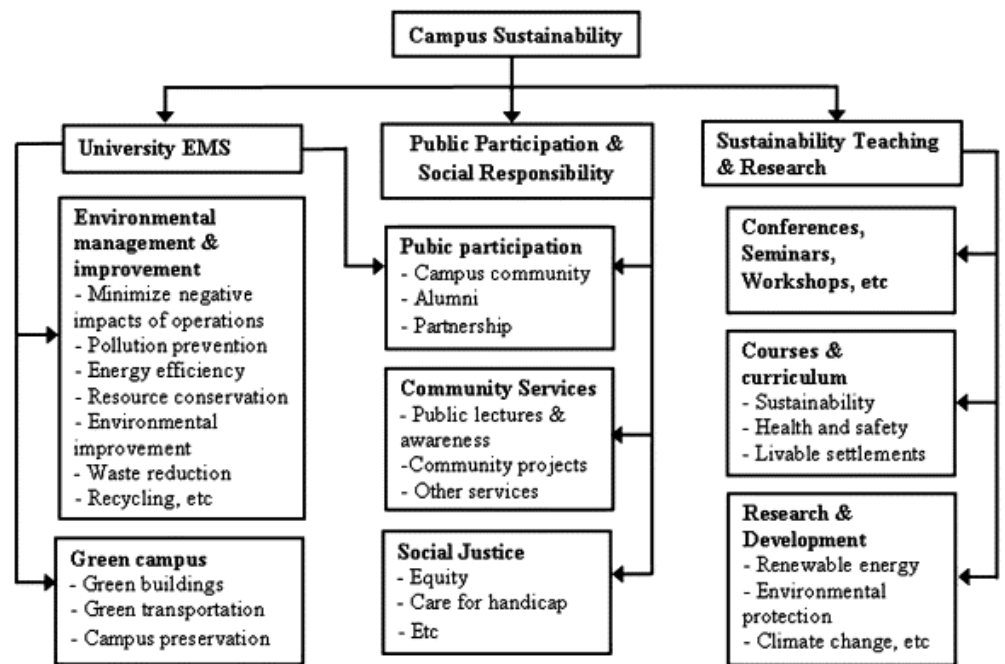 Campus Sustainability
University EMS
Public Participation &
Social Responsibility
Sustainability Teaching
& Research
Environmental
management &
improvement
- Minimize negative
impacts of operations
- Pollution prevention
- Energy efficiency
- Resource conservation
- Environmental
improvement
- Waste reduction
- Recycling, etc
Green campus
- Green buildings
- Green transportation
- Campus preservation
Pubic participation
- Campus community
- Alumni
- Partnership
Community Services
- Public lectures &
awareness
-Community projects
- Other services
Social Justice
- Equity
- Care for handicap
- Etc
Conferences,
Seminars,
Workshops, etc
Courses &
curriculum
- Sustainability
- Health and safety
- Livable settlements
Research &
Development
- Renewable energy
- Environmental
protection
- Climate change, etc